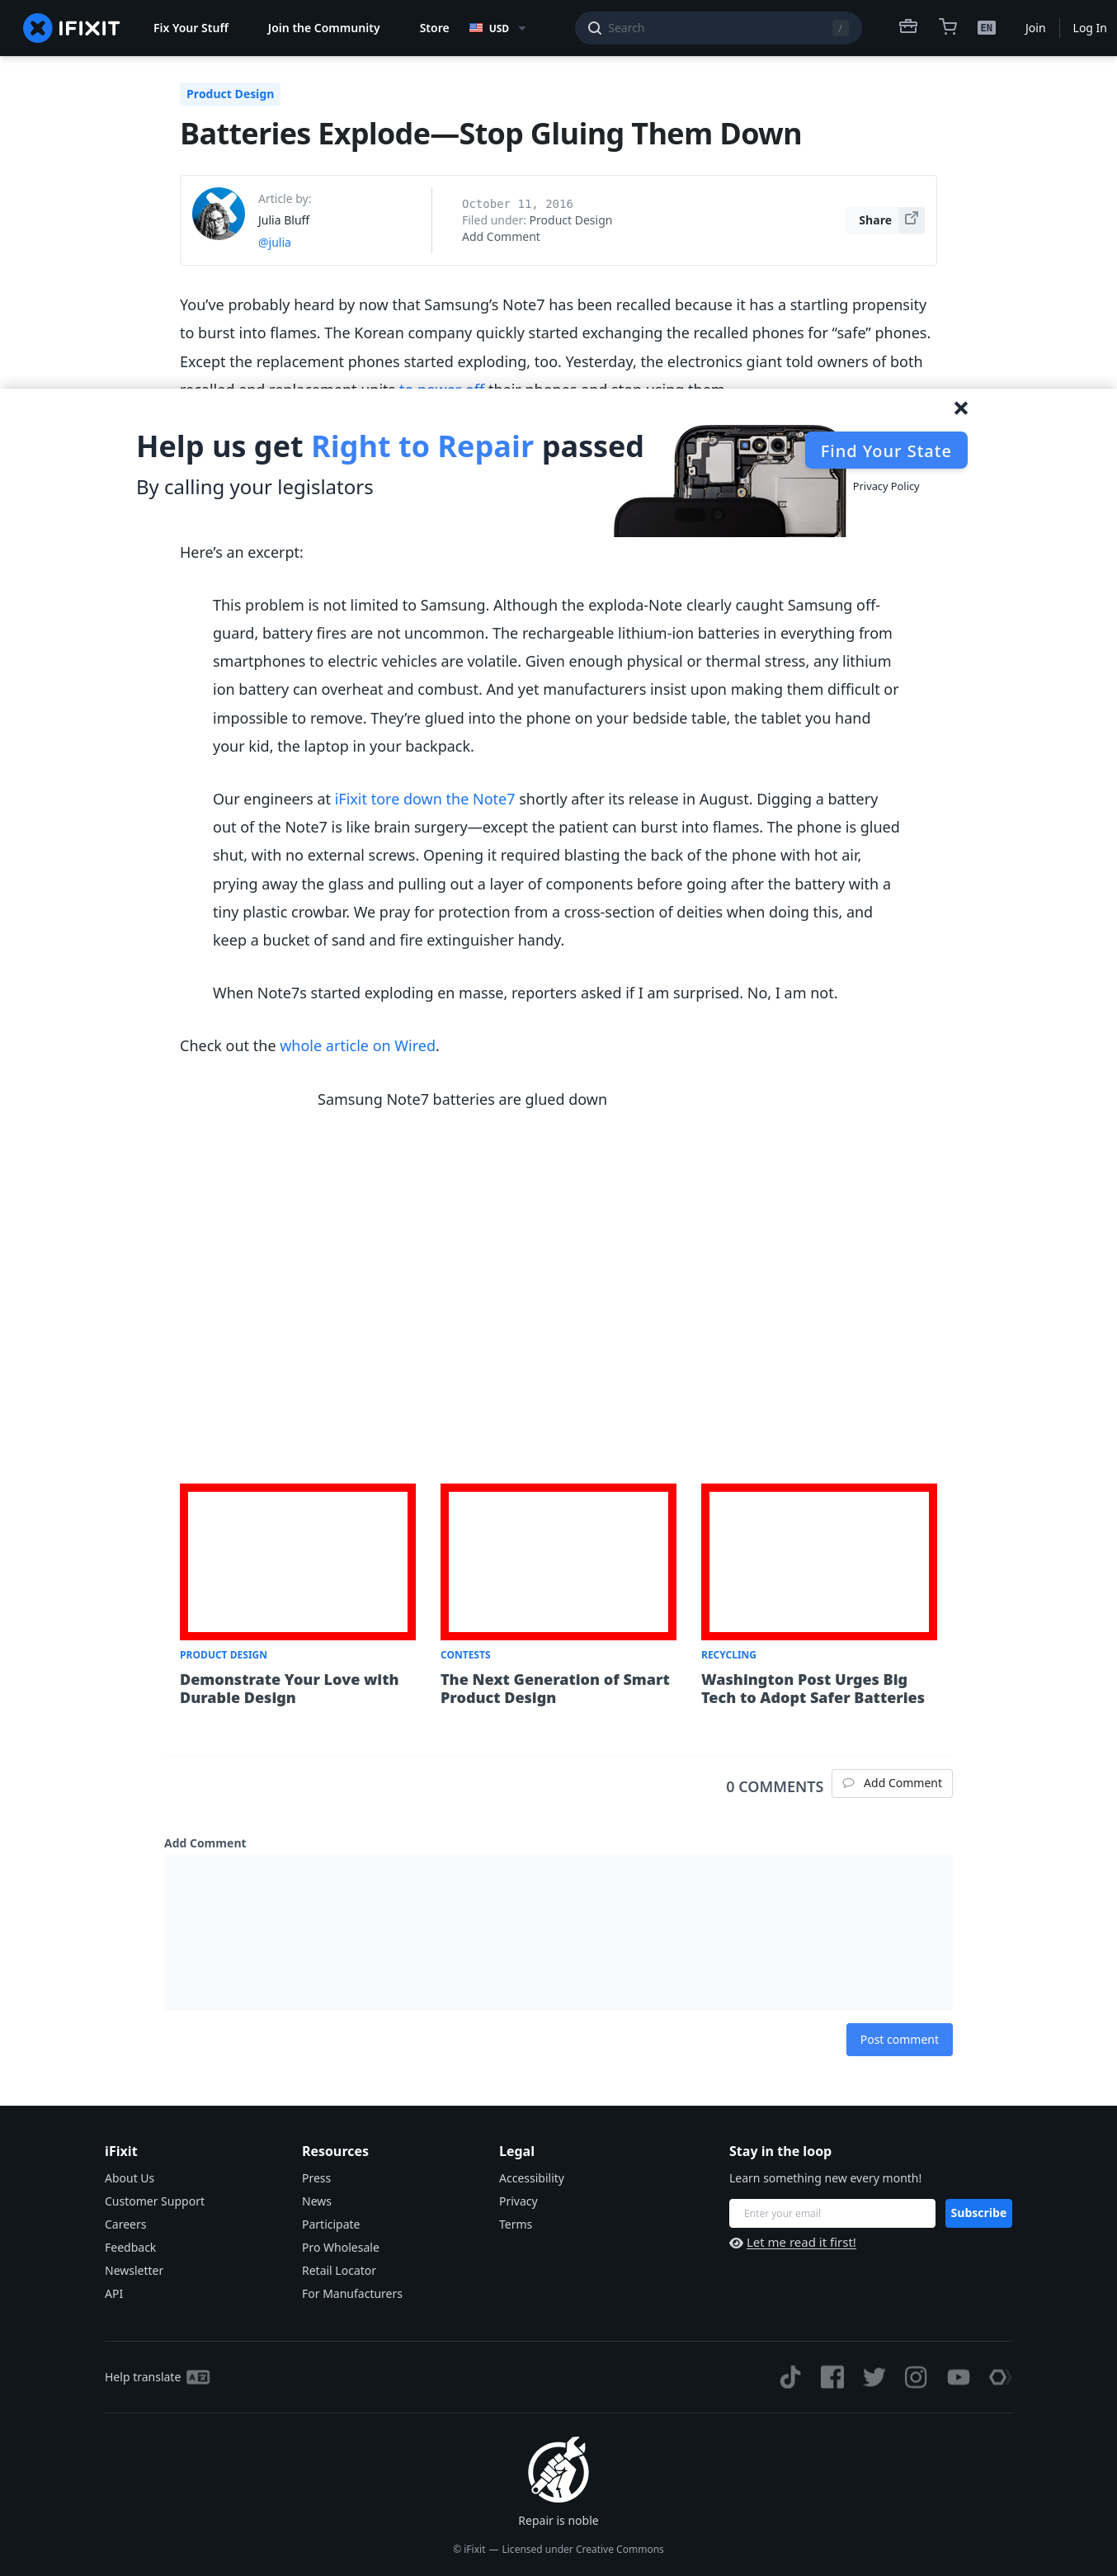 IFIXIT
Fix Your Stuff
Join the Community
Store
USD
Search
/
EN
Join
Log In
Product Design
Batteries Explode—Stop Gluing Them Down
Article by:
Julia Bluff
@julia
October 11, 2016
Filed under: Product Design
Add Comment
Share
You’ve probably heard by now that Samsung’s Note7 has been recalled because it has a startling propensity
to burst into flames. The Korean company quickly started exchanging the recalled phones for “safe” phones.
Except the replacement phones started exploding, too. Yesterday, the electronics giant told owners of both
recalled and replacement units to power off their phones and stop using them.
Help us get Right to Repair passed
By calling your legislators
Find Your State
Privacy Policy
Here’s an excerpt:
This problem is not limited to Samsung. Although the exploda-Note clearly caught Samsung off-
guard, battery fires are not uncommon. The rechargeable lithium-ion batteries in everything from
smartphones to electric vehicles are volatile. Given enough physical or thermal stress, any lithium
ion battery can overheat and combust. And yet manufacturers insist upon making them difficult or
impossible to remove. They’re glued into the phone on your bedside table, the tablet you hand
your kid, the laptop in your backpack.
Our engineers at iFixit tore down the Note7 shortly after its release in August. Digging a battery
out of the Note7 is like brain surgery—except the patient can burst into flames. The phone is glued
shut, with no external screws. Opening it required blasting the back of the phone with hot air,
prying away the glass and pulling out a layer of components before going after the battery with a
tiny plastic crowbar. We pray for protection from a cross-section of deities when doing this, and
keep a bucket of sand and fire extinguisher handy.
When Note7s started exploding en masse, reporters asked if I am surprised. No, I am not.
Check out the whole article on Wired.
Samsung Note7 batteries are glued down
PRODUCT DESIGN
Demonstrate Your Love with
Durable Design
CONTESTS
The Next Generation of Smart
Product Design
RECYCLING
Washington Post Urges Big
Tech to Adopt Safer Batteries
0 COMMENTS
Add Comment
Add Comment
Post comment
iFixit
About Us
Customer Support
Careers
Feedback
Newsletter
API
Resources
Press
News
Participate
Pro Wholesale
Retail Locator
For Manufacturers
Legal
Accessibility
Privacy
Terms
Stay in the loop
Learn something new every month!
Enter your email
Subscribe
Let me read it first!
Help translate
Repair is noble
© iFixit — Licensed under Creative Commons